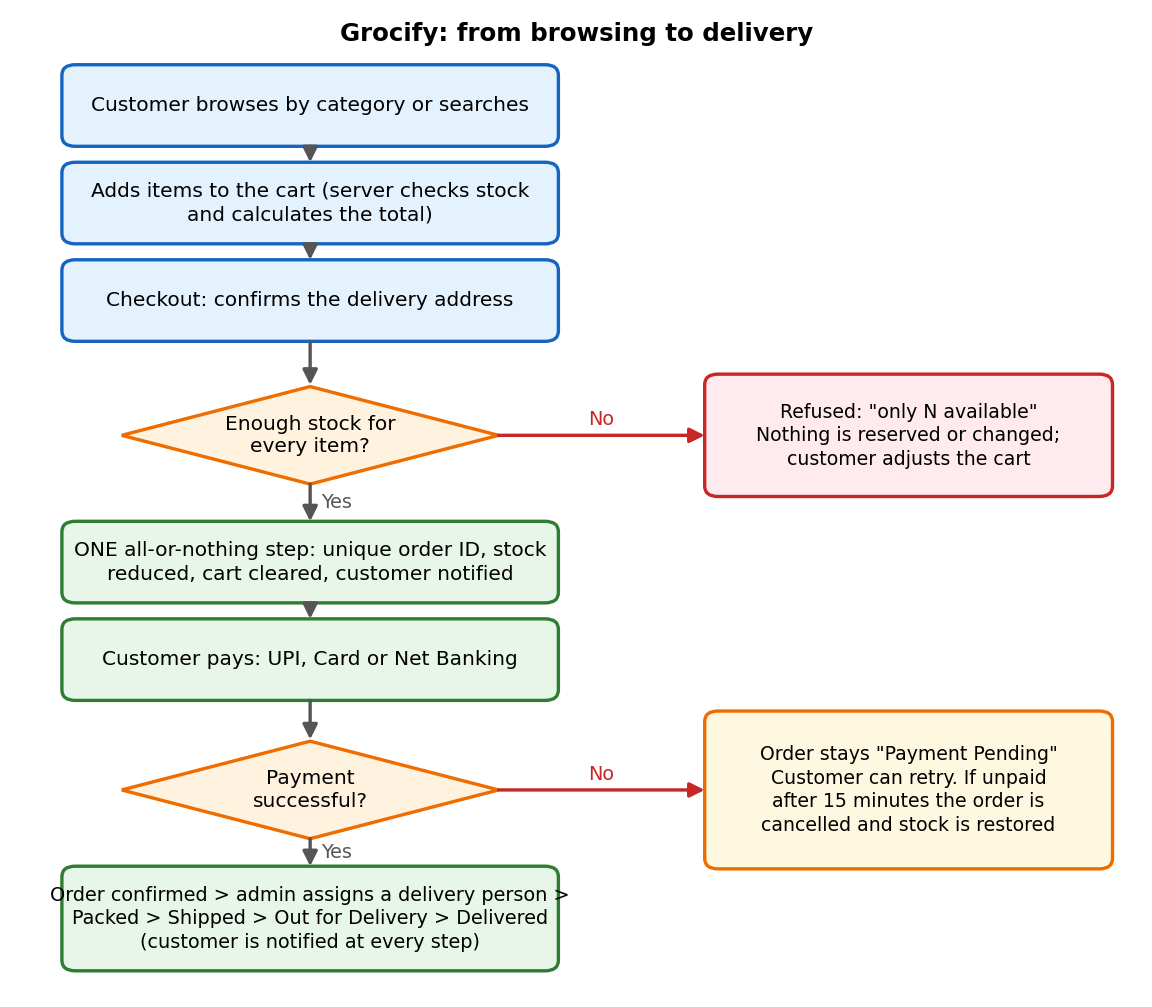 Grocify: from browsing to delivery
Customer browses by category or searches
Adds items to the cart (server checks stock
and calculates the total)
Checkout: confirms the delivery address
Enough stock for
every item?
No
Refused: "only N available"
Nothing is reserved or changed;
customer adjusts the cart
Yes
ONE all-or-nothing step: unique order ID, stock
reduced, cart cleared, customer notified
Customer pays: UPI, Card or Net Banking
Payment
successful?
No
Order stays "Payment Pending"
Customer can retry. If unpaid
after 15 minutes the order is
cancelled and stock is restored
Yes
Order confirmed > admin assigns a delivery person >
Packed > Shipped > Out for Delivery > Delivered
(customer is notified at every step)